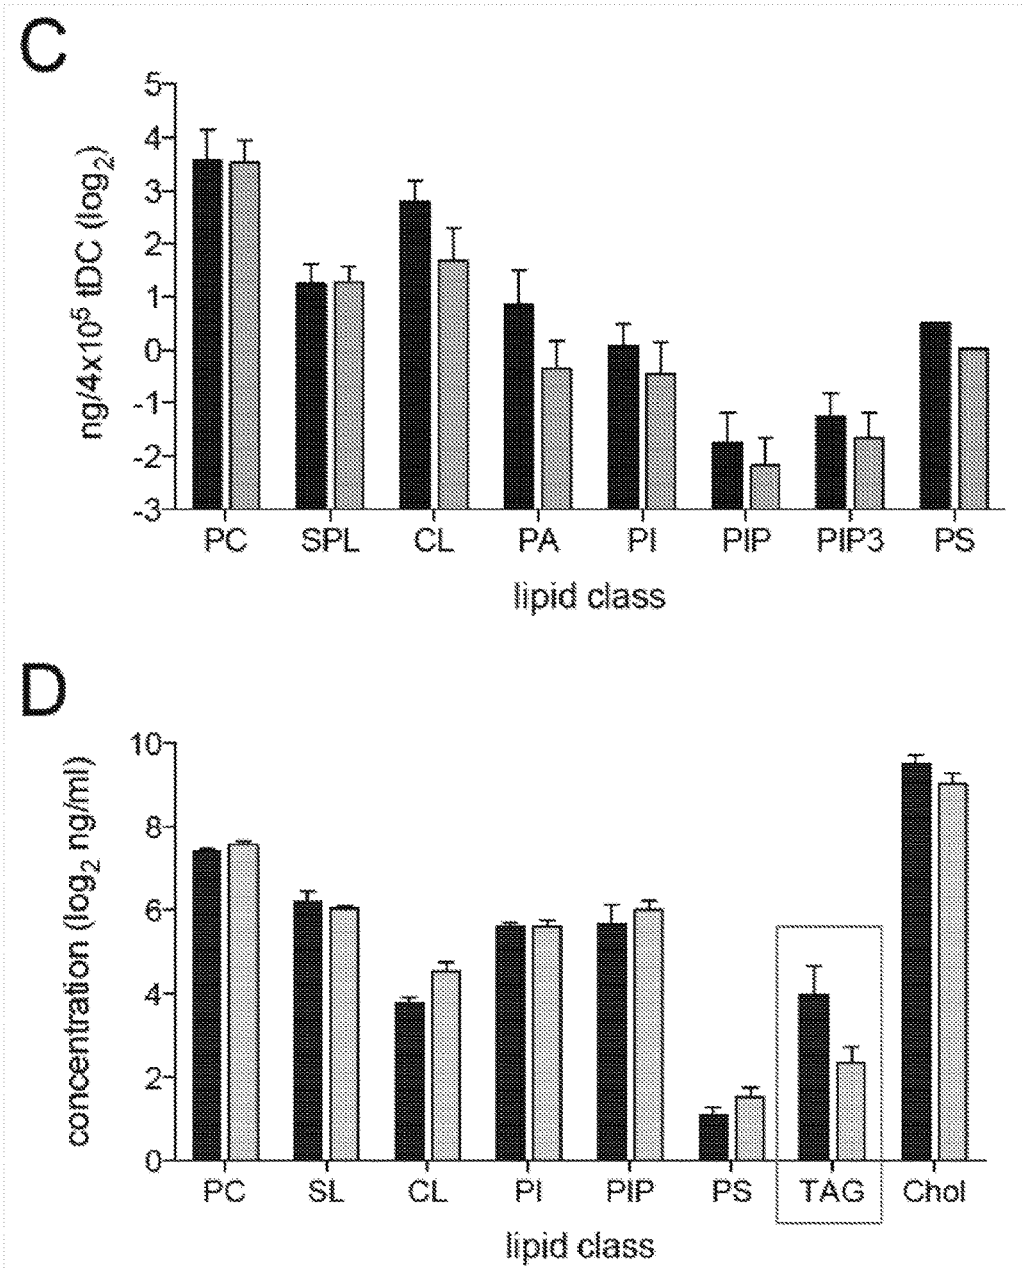 C
ng/4x10⁵ tDC (log₂)
5
4
3
2
1
0
-1
-2
-3
PC SPL CL PA PI PIP PIP3 PS
lipid class
D
concentration (log₂ ng/ml)
10
8
6
4
2
0
PC SL CL PI PIP PS TAG Chol
lipid class